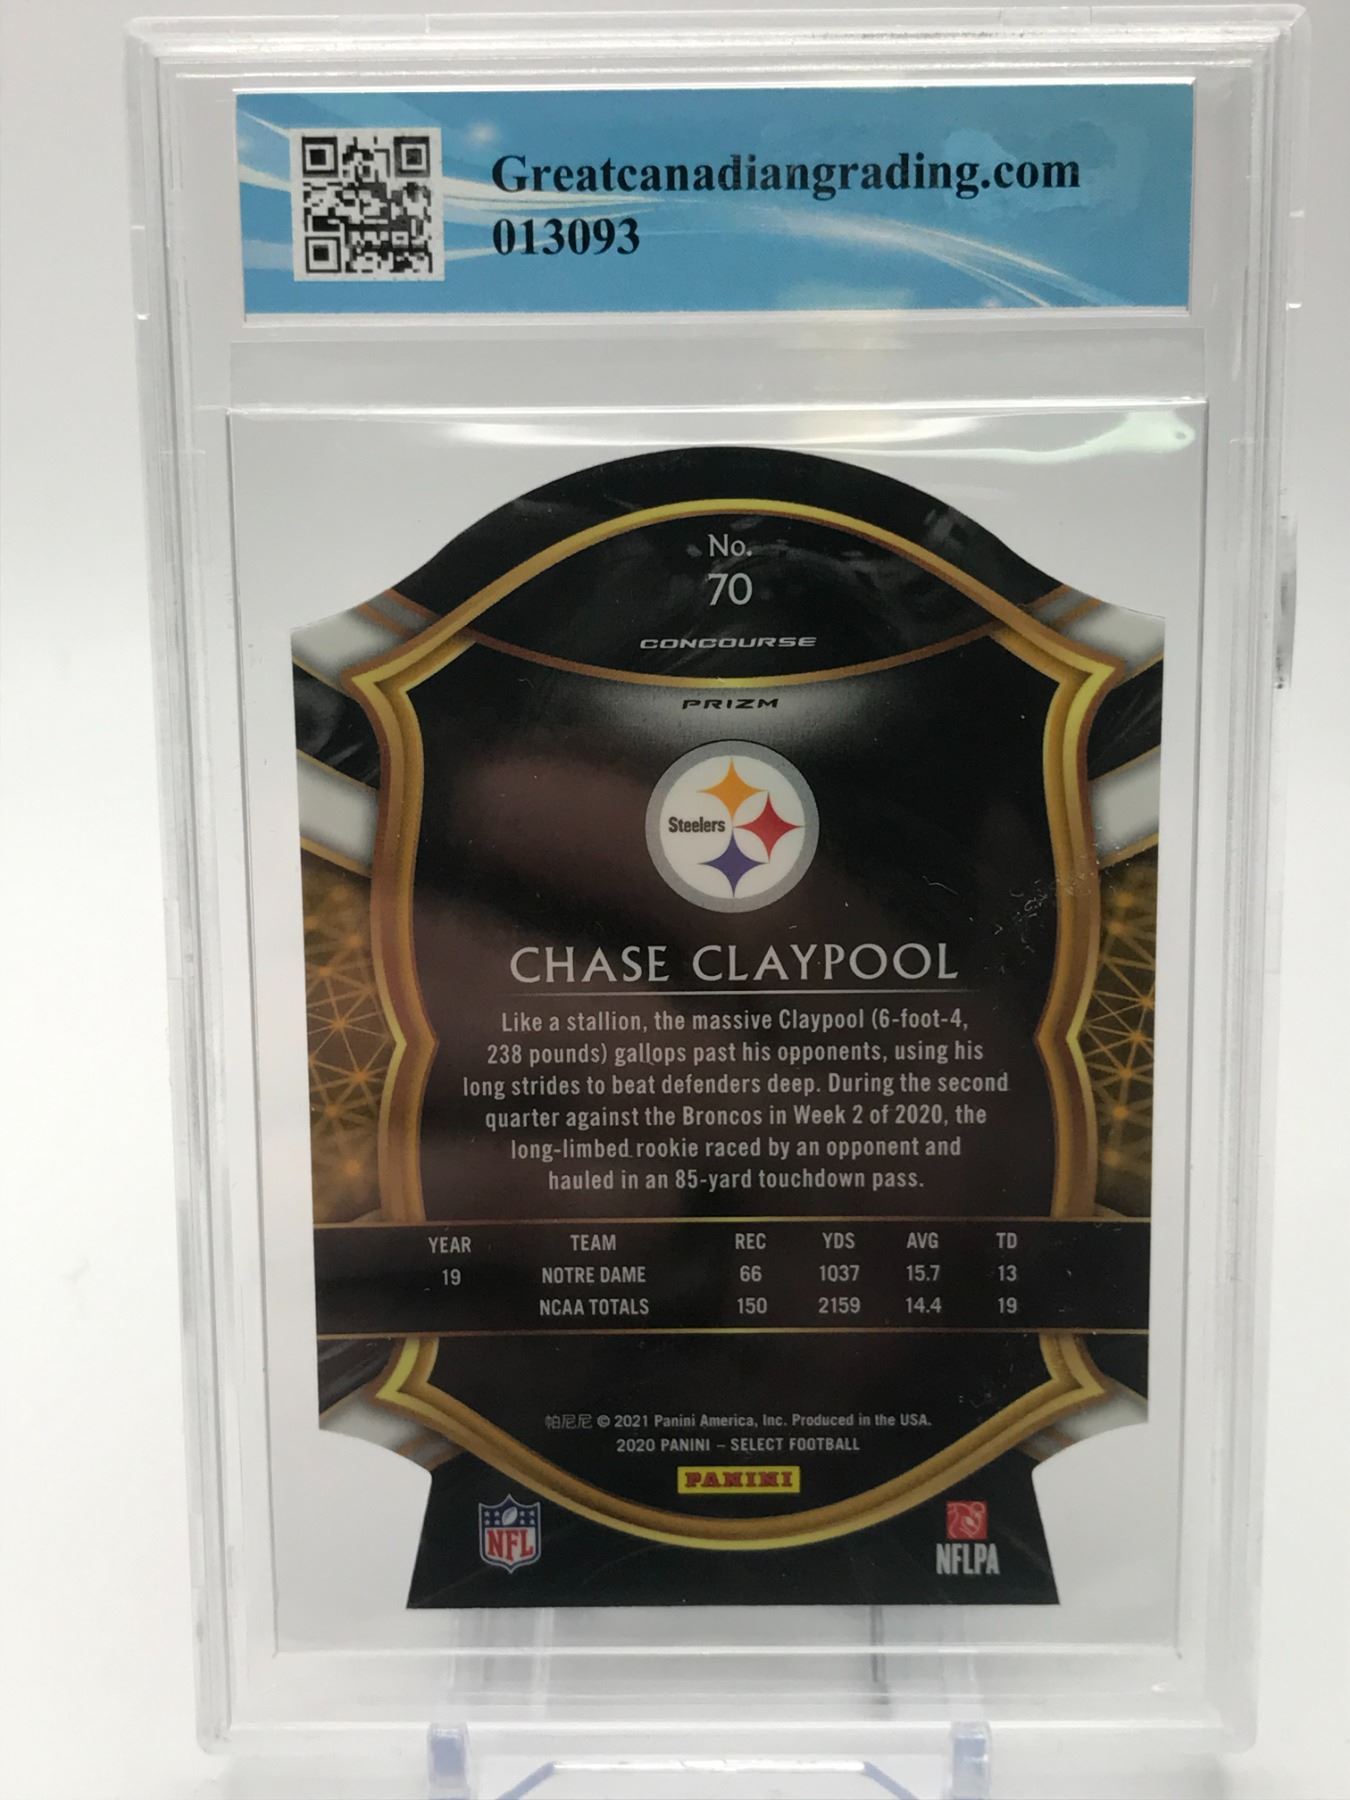 Greatcanadiangrading.com
013093
No.
70
CONCOURSE
PRIZM
Steelers
CHASE CLAYPOOL
Like a stallion, the massive Claypool (6-foot-4,
238 pounds) gallops past his opponents, using his
long strides to beat defenders deep. During the second
quarter against the Broncos in Week 2 of 2020, the
long-limbed rookie raced by an opponent and
hauled in an 85-yard touchdown pass.
YEAR TEAM REC YDS AVG TD
19 NOTRE DAME 66 1037 15.7 13
NCAA TOTALS 150 2159 14.4 19
帕尼尼 © 2021 Panini America, Inc. Produced in the USA.
2020 PANINI – SELECT FOOTBALL
PANINI
NFL
NFLPA